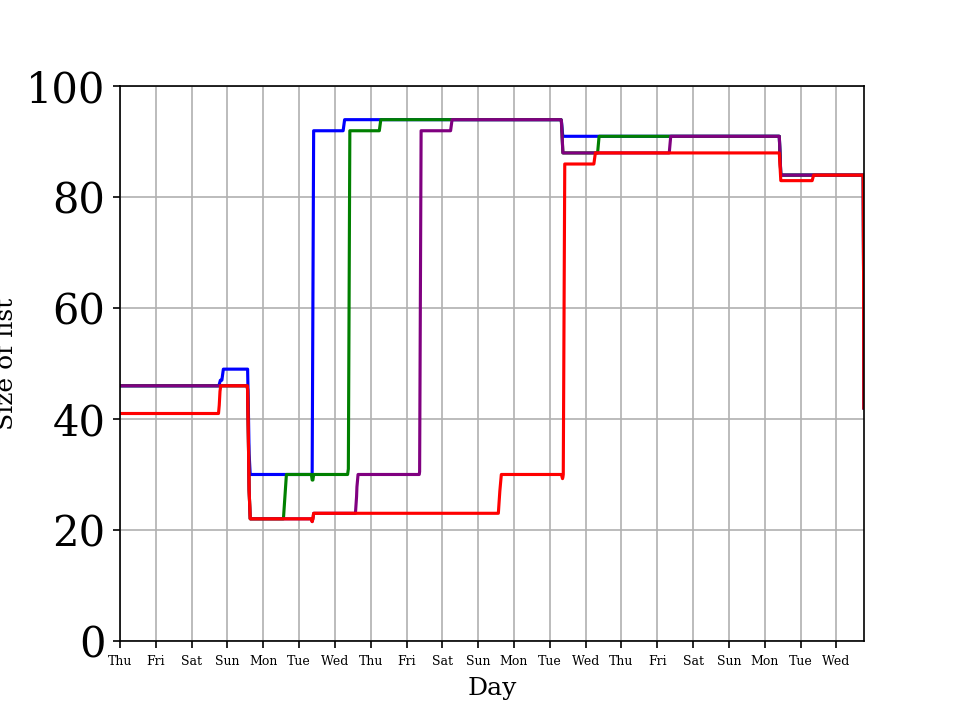 100
80
60
40
20
0
Size of list
Thu Fri Sat Sun Mon Tue Wed Thu Fri Sat Sun Mon Tue Wed Thu Fri Sat Sun Mon Tue Wed
Day